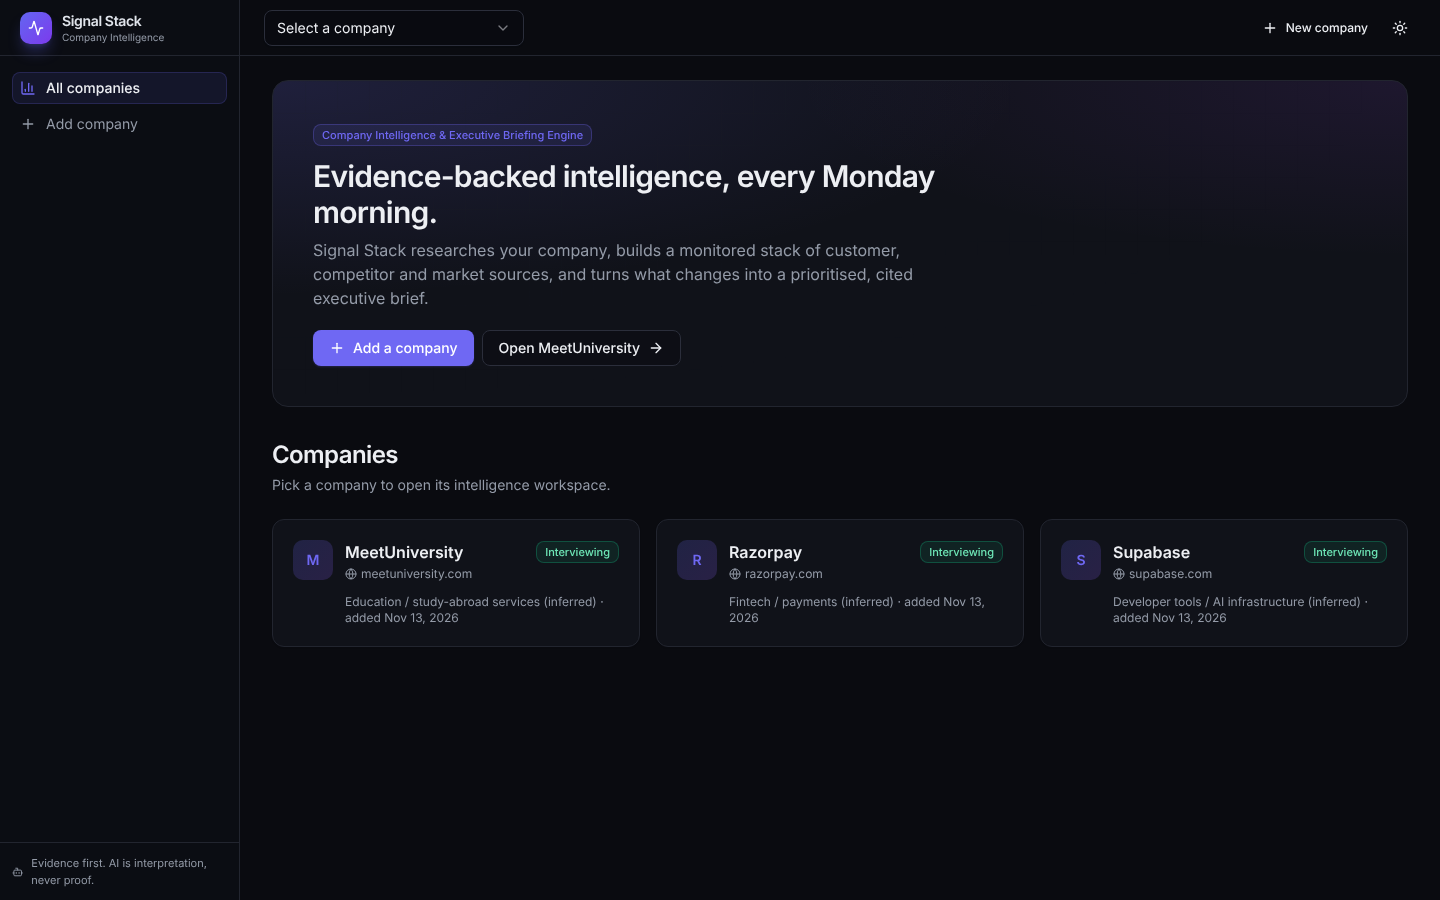 Signal Stack
Company Intelligence
Select a company
New company
All companies
Add company
Company Intelligence & Executive Briefing Engine
Evidence-backed intelligence, every Monday
morning.
Signal Stack researches your company, builds a monitored stack of customer,
competitor and market sources, and turns what changes into a prioritised, cited
executive brief.
Add a company
Open MeetUniversity
Companies
Pick a company to open its intelligence workspace.
M
MeetUniversity
Interviewing
meetuniversity.com
Education / study-abroad services (inferred) ·
added Nov 13, 2026
R
Razorpay
Interviewing
razorpay.com
Fintech / payments (inferred) · added Nov 13,
2026
S
Supabase
Interviewing
supabase.com
Developer tools / AI infrastructure (inferred) ·
added Nov 13, 2026
Evidence first. AI is interpretation,
never proof.